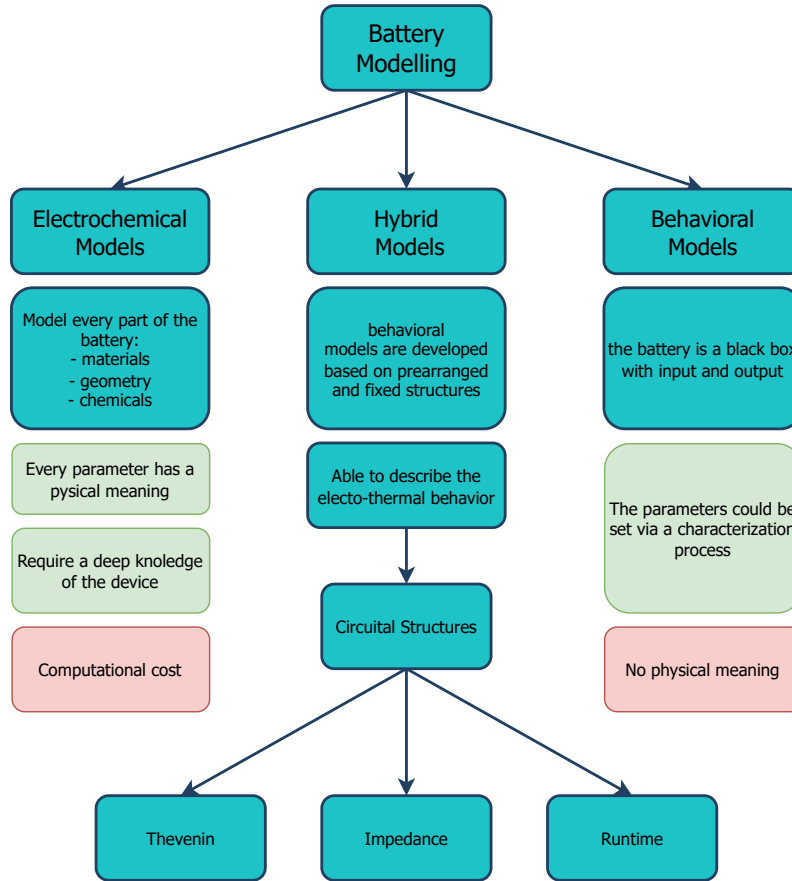 Battery
Modelling
Electrochemical
Models
Hybrid
Models
Behavioral
Models
Model every part of the
battery:
- materials
- geometry
- chemicals
behavioral
models are developed
based on prearranged
and fixed structures
the battery is a black box
with input and output
Every parameter has a
pysical meaning
Able to describe the
electo-thermal behavior
The parameters could be
set via a characterization
process
Require a deep knoledge
of the device
Circuital Structures
Computational cost
No physical meaning
Thevenin
Impedance
Runtime